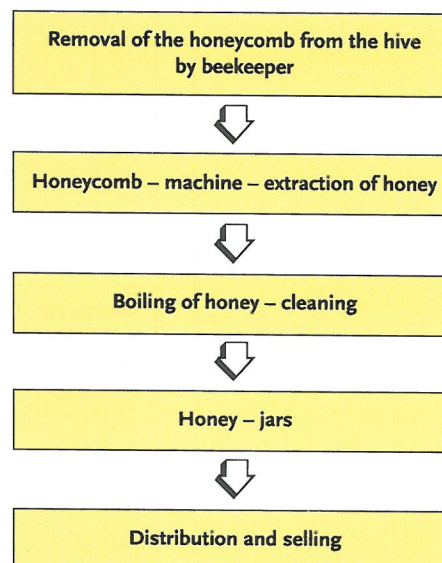 Removal of the honeycomb from the hive
by beekeeper
Honeycomb – machine – extraction of honey
Boiling of honey – cleaning
Honey – jars
Distribution and selling